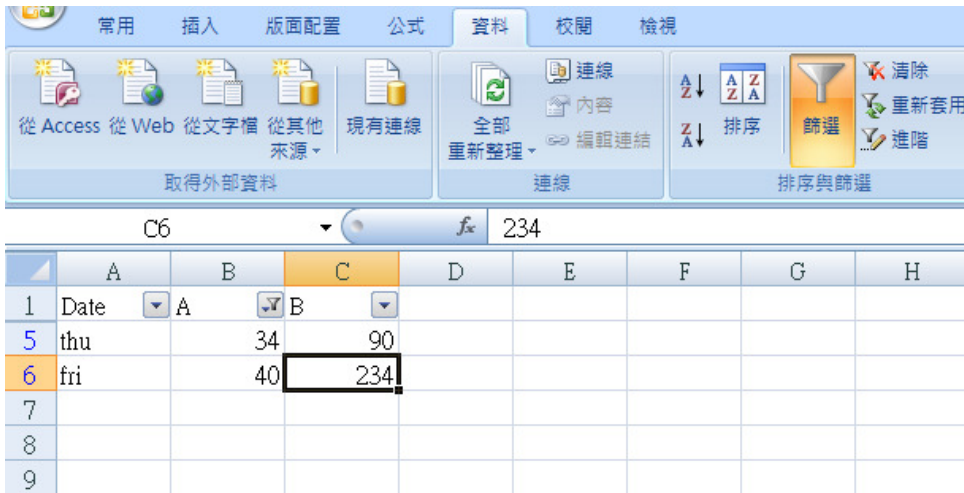 常用 插入 版面配置 公式 資料 校閱 檢視
從 Access 從 Web 從文字檔 從其他來源 現有連線
取得外部資料
全部重新整理
連線
內容
編輯連結
連線
排序
篩選
清除
重新套用
進階
排序與篩選
C6 fx 234
A B C D E F G H
1 Date A B
5 thu 34 90
6 fri 40 234
7
8
9